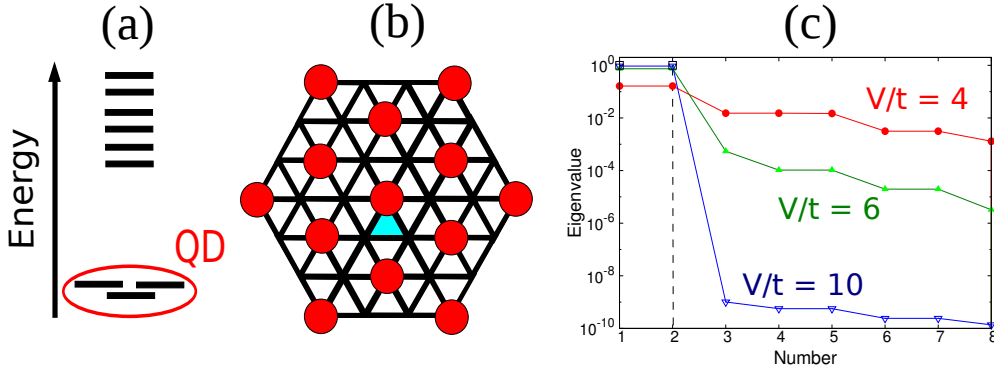 (a)
(b)
(c)
Energy
QD
Eigenvalue
10^0
10^-2
10^-4
10^-6
10^-8
10^-10
V/t = 4
V/t = 6
V/t = 10
1 2 3 4 5 6 7 8
Number